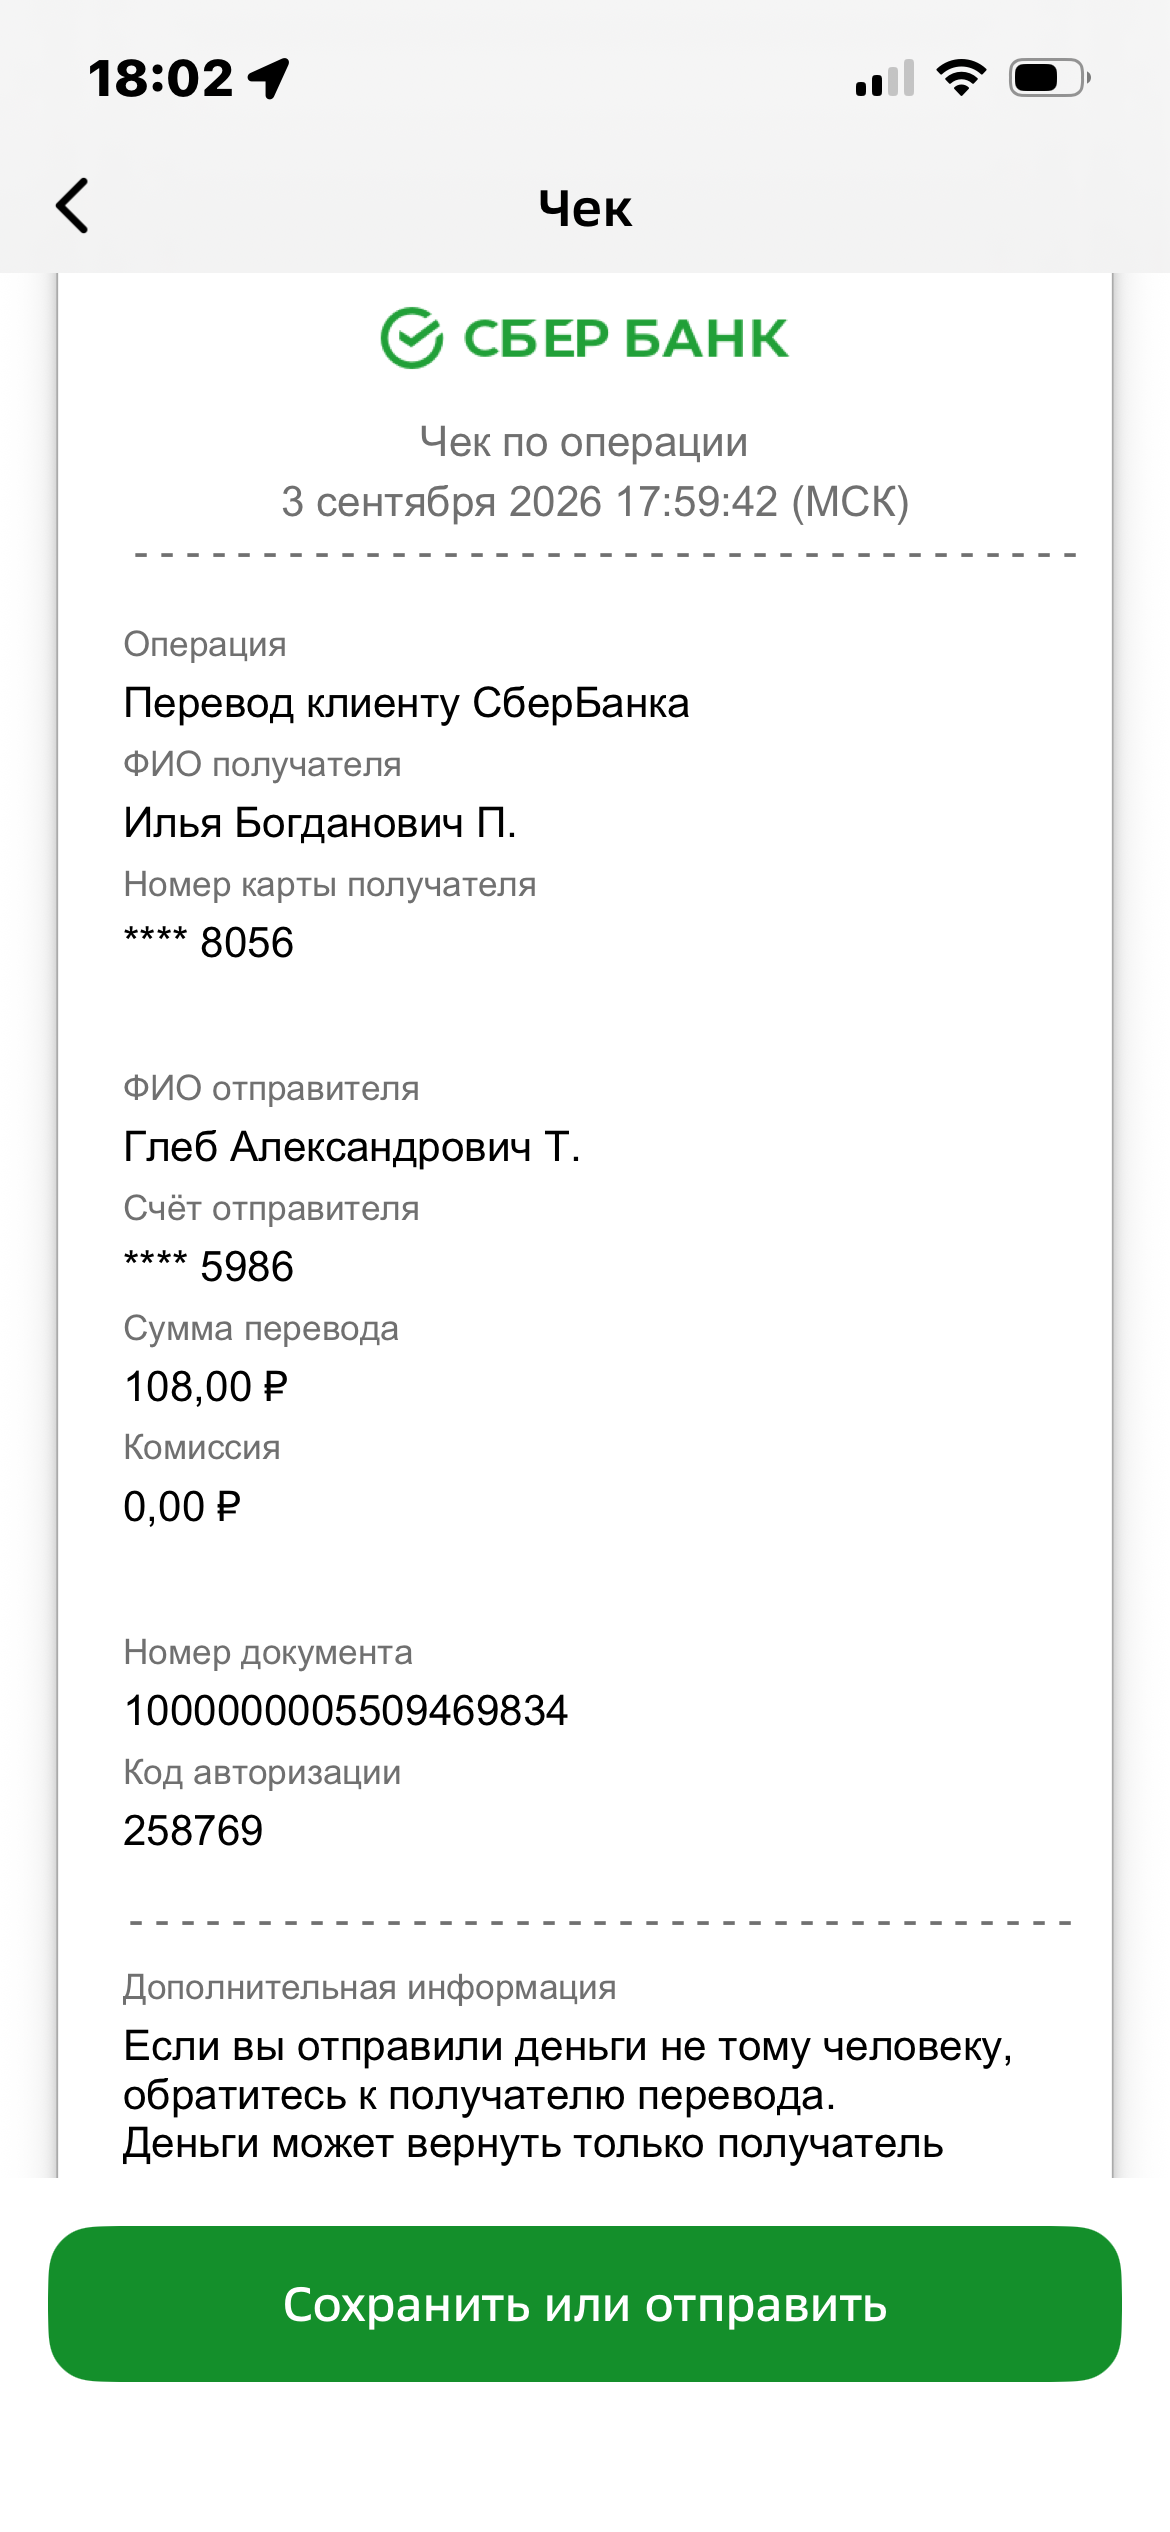 18:02
Чек
СБЕР БАНК
Чек по операции
3 сентября 2026 17:59:42 (МСК)
Операция
Перевод клиенту СберБанка
ФИО получателя
Илья Богданович П.
Номер карты получателя
**** 8056
ФИО отправителя
Глеб Александрович Т.
Счёт отправителя
**** 5986
Сумма перевода
108,00 ₽
Комиссия
0,00 ₽
Номер документа
1000000005509469834
Код авторизации
258769
Дополнительная информация
Если вы отправили деньги не тому человеку,
обратитесь к получателю перевода.
Деньги может вернуть только получатель
Сохранить или отправить